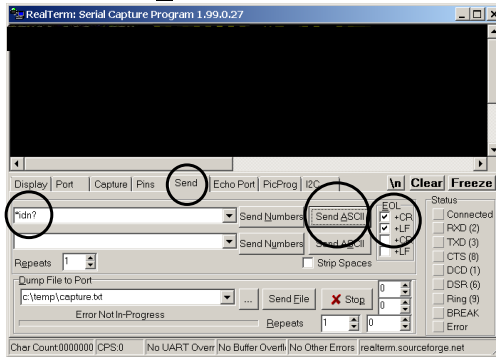 RealTerm: Serial Capture Program 1.99.0.27
Display Port Capture Pins Send Echo Port PicProg I2C \n Clear Freeze
*idn? Send Numbers Send ASCII EOL
+CR
+LF
Send Numbers Send ASCII +CR
+LF
Repeats 1 Strip Spaces
Dump File to Port
c:\temp\capture.txt ... Send File X Stop 0
0
Error Not In-Progress Repeats 1 0
Status
Connected
RXD (2)
TXD (3)
CTS (8)
DCD (1)
DSR (6)
Ring (9)
BREAK
Error
Char Count:0000000 CPS:0 No UART Overr No Buffer Overfl No Other Errors realterm.sourceforge.net